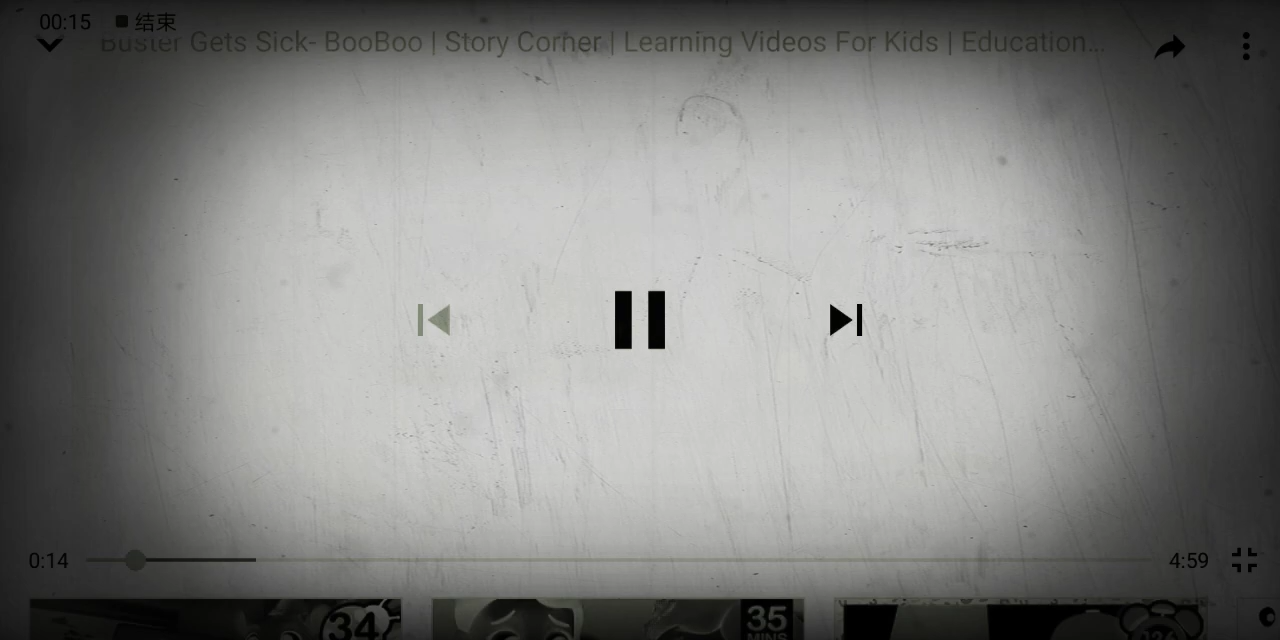 00:15 结束
Buster Gets Sick- BooBoo | Story Corner | Learning Videos For Kids | Education...
0:14
4:59
34
35
MINS